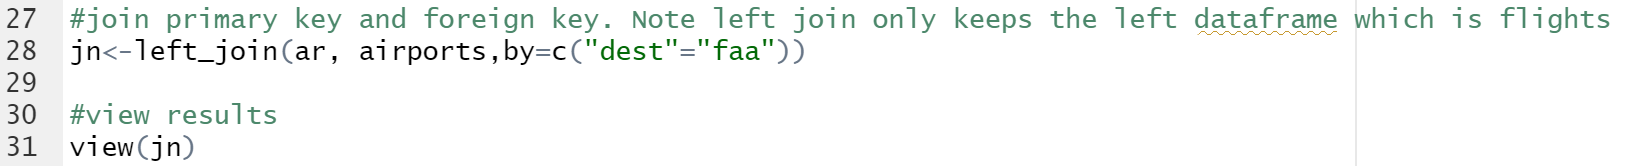 27 #join primary key and foreign key. Note left join only keeps the left dataframe which is flights
28 jn<-left_join(ar, airports,by=c("dest"="faa"))
29
30 #view results
31 view(jn)